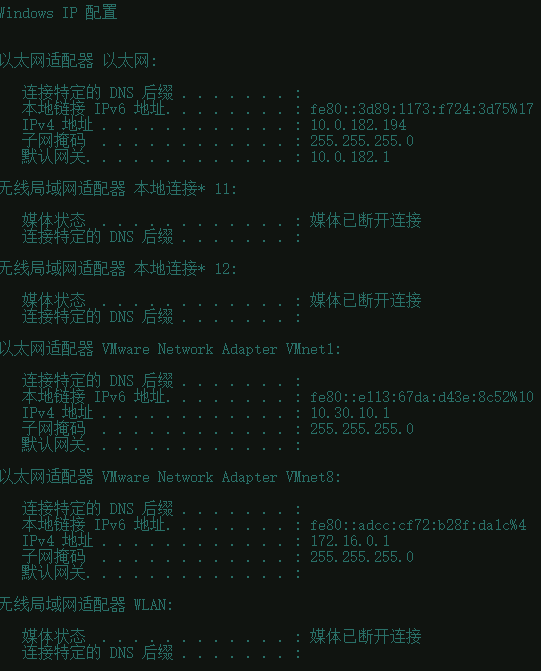 Windows IP 配置
以太网适配器 以太网:
连接特定的 DNS 后缀 . . . . . . . :
本地链接 IPv6 地址. . . . . . . . : fe80::3d89:1173:f724:3d75%17
IPv4 地址 . . . . . . . . . . . . : 10.0.182.194
子网掩码  . . . . . . . . . . . . : 255.255.255.0
默认网关. . . . . . . . . . . . . : 10.0.182.1
无线局域网适配器 本地连接* 11:
媒体状态  . . . . . . . . . . . . : 媒体已断开连接
连接特定的 DNS 后缀 . . . . . . . :
无线局域网适配器 本地连接* 12:
媒体状态  . . . . . . . . . . . . : 媒体已断开连接
连接特定的 DNS 后缀 . . . . . . . :
以太网适配器 VMware Network Adapter VMnet1:
连接特定的 DNS 后缀 . . . . . . . :
本地链接 IPv6 地址. . . . . . . . : fe80::e113:67da:d43e:8c52%10
IPv4 地址 . . . . . . . . . . . . : 10.30.10.1
子网掩码  . . . . . . . . . . . . : 255.255.255.0
默认网关. . . . . . . . . . . . . :
以太网适配器 VMware Network Adapter VMnet8:
连接特定的 DNS 后缀 . . . . . . . :
本地链接 IPv6 地址. . . . . . . . : fe80::adcc:cf72:b28f:da1c%4
IPv4 地址 . . . . . . . . . . . . : 172.16.0.1
子网掩码  . . . . . . . . . . . . : 255.255.255.0
默认网关. . . . . . . . . . . . . :
无线局域网适配器 WLAN:
媒体状态  . . . . . . . . . . . . : 媒体已断开连接
连接特定的 DNS 后缀 . . . . . . . :